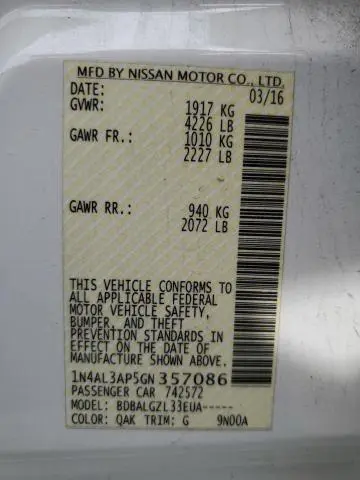 MFD BY NISSAN MOTOR CO., LTD.
DATE: 03/16
GVWR: 1917 KG
4226 LB
GAWR FR.: 1010 KG
2227 LB
GAWR RR.: 940 KG
2072 LB
THIS VEHICLE CONFORMS TO
ALL APPLICABLE FEDERAL
MOTOR VEHICLE SAFETY,
BUMPER, AND THEFT
PREVENTION STANDARDS IN
EFFECT ON THE DATE OF
MANUFACTURE SHOWN ABOVE.
1N4AL3AP5GN357086
PASSENGER CAR 742572
MODEL: BDBALGZL33EUA-----
COLOR: QAK TRIM; G 9N00A